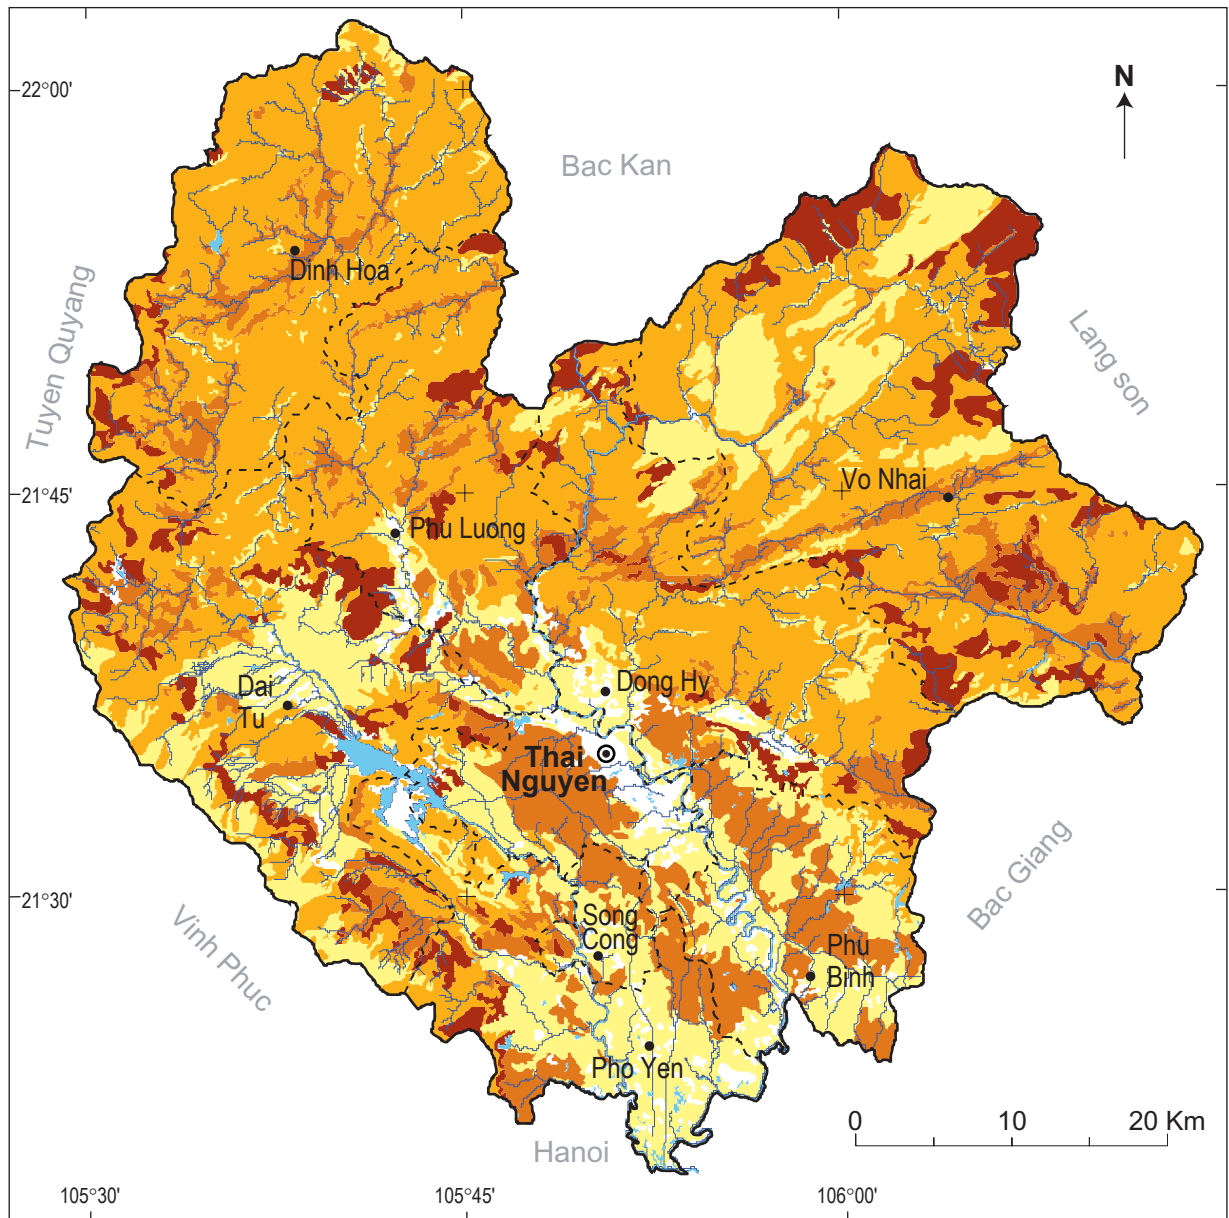 22°00'
N
Bac Kan
Dinh Hoa
Tuyen Quyang
Lang son
Vo Nhai
21°45'
Phu Luong
Dai
Tu
Dong Hy
Thai
Nguyen
Bac Giang
21°30'
Vinh Phuc
Song
Cong
Phu
Binh
Pho Yen
0 10 20 Km
Hanoi
105°30' 105°45' 106°00'